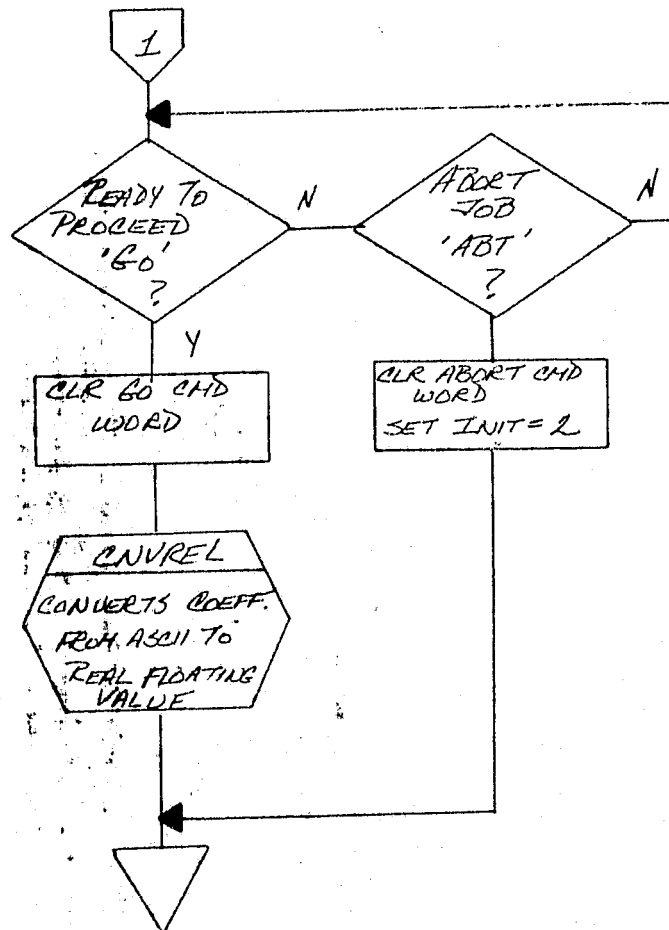 1
READY TO
PROCEED
'GO'
?
N
Y
ABORT
JOB
'ABT'
?
N
CLR GO CMD
WORD
CLR ABORT CMD
WORD
SET INIT = 2
CNVREL
CONVERTS COEFF.
FROM ASCII TO
REAL FLOATING
VALUE